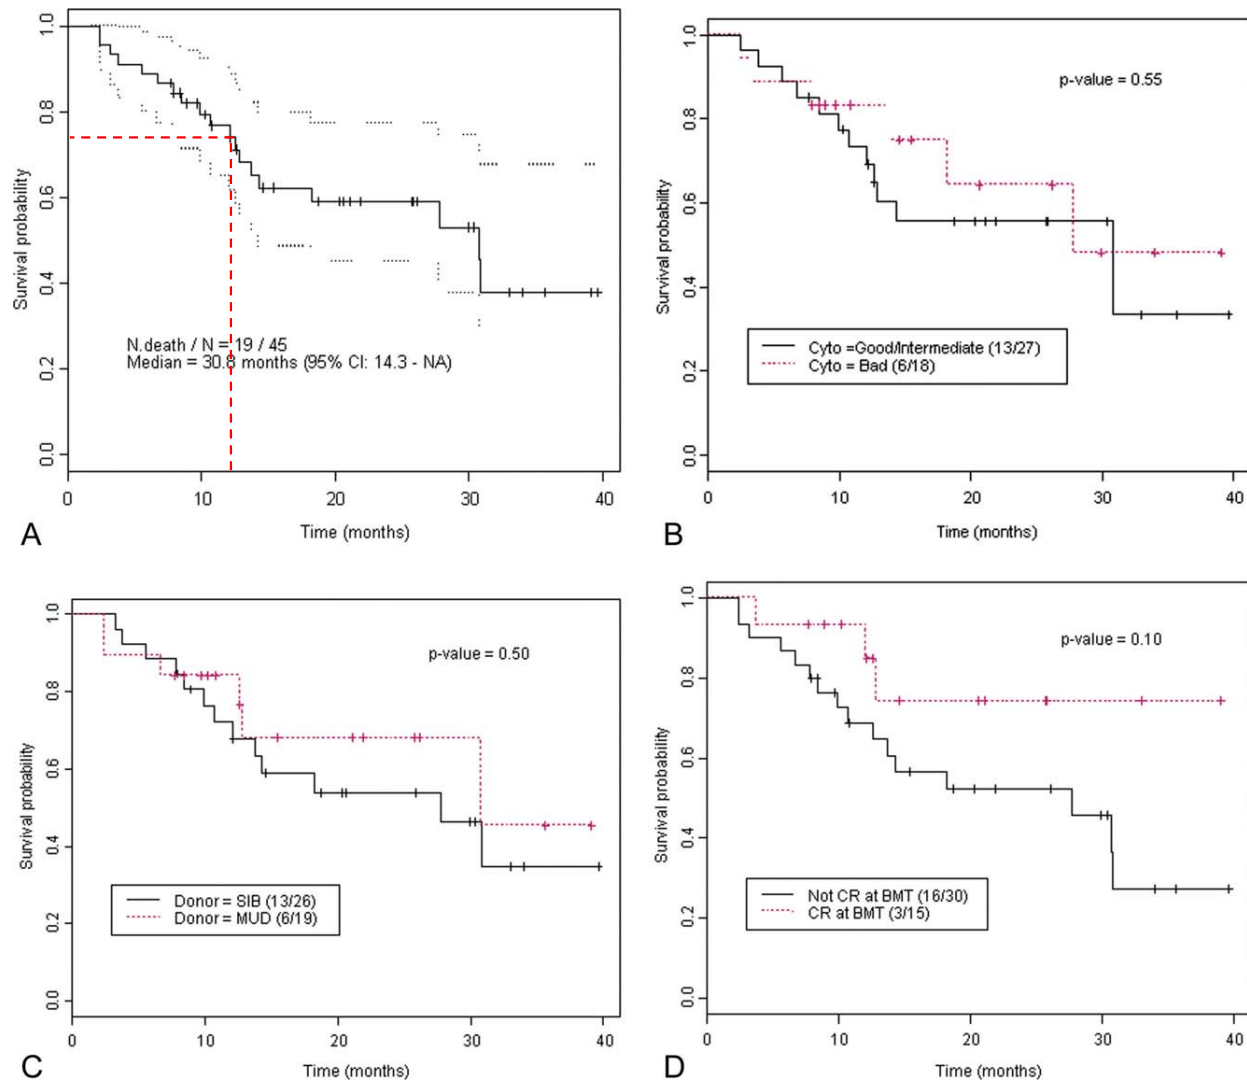 1.0
0.8
0.6
0.4
0.2
0.0
Survival probability
N.death / N = 19 / 45
Median = 30.8 months (95% CI: 14.3 - NA)
0 10 20 30 40
Time (months)
A
1.0
0.8
0.6
0.4
0.2
0.0
Survival probability
p-value = 0.55
Cyto =Good/Intermediate (13/27)
Cyto = Bad (6/18)
0 10 20 30 40
Time (months)
B
1.0
0.8
0.6
0.4
0.2
0.0
Survival probability
p-value = 0.50
Donor = SIB (13/26)
Donor = MUD (6/19)
0 10 20 30 40
Time (months)
C
1.0
0.8
0.6
0.4
0.2
0.0
Survival probability
p-value = 0.10
Not CR at BMT (16/30)
CR at BMT (3/15)
0 10 20 30 40
Time (months)
D